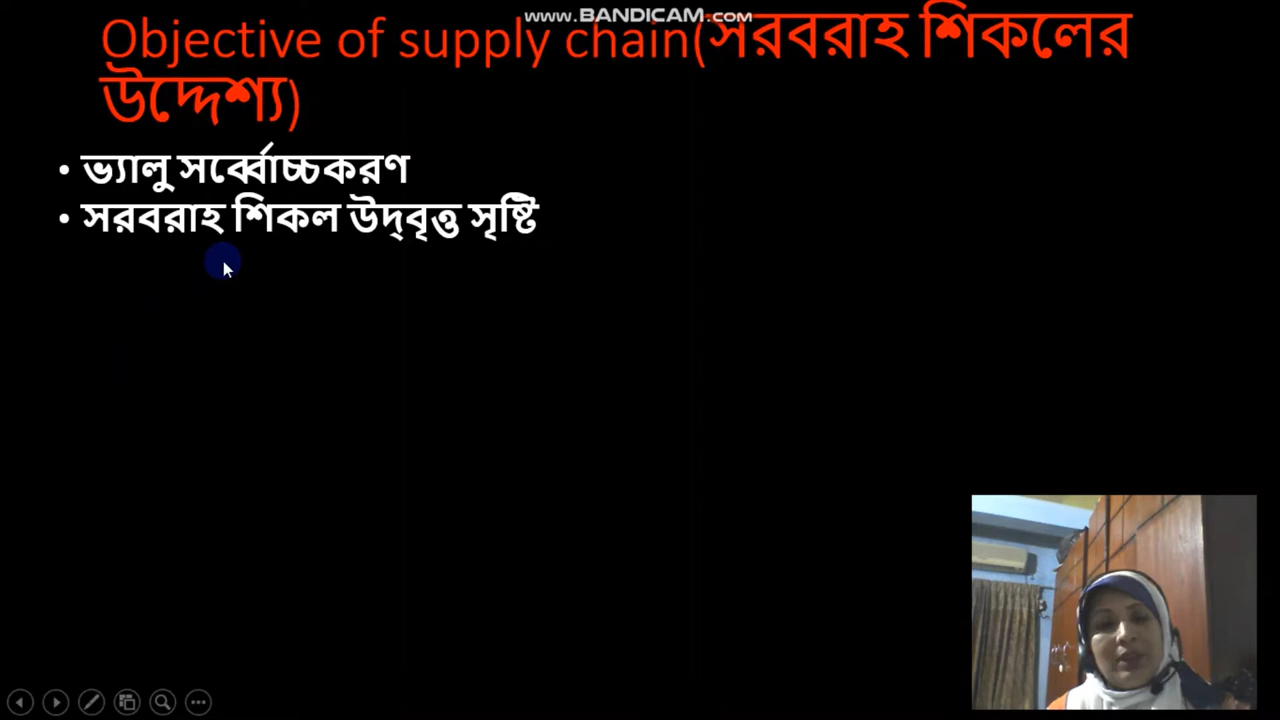 www.BANDICAM.com
Objective of supply chain(সরবরাহ শিকলের
উদ্দেশ্য)
• ভ্যালু সর্ব্বোচ্চকরণ
• সরবরাহ শিকল উদ্‌বৃত্ত সৃষ্টি